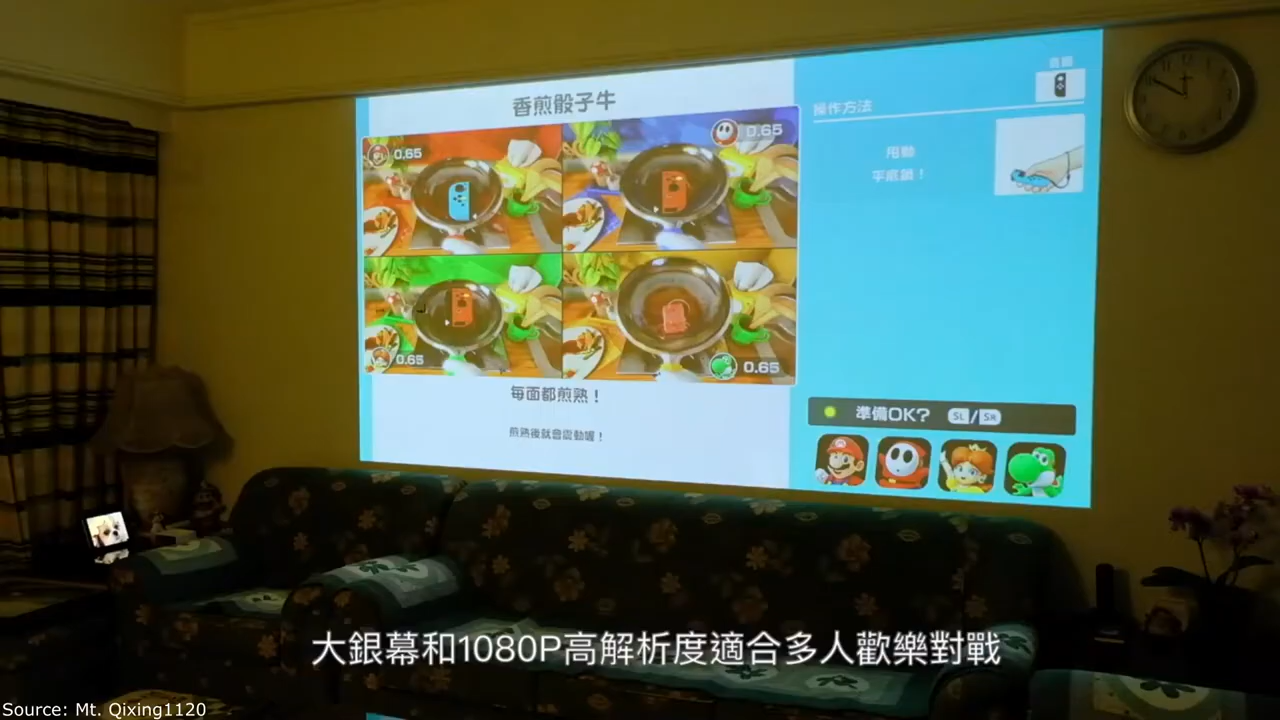 香煎骰子牛
0.65
0.65
0.65
0.65
每面都煎熟！
煎熟後就會震動喔！
操作方法
甩動
平底鍋！
準備OK？ SL/SR
大銀幕和1080P高解析度適合多人歡樂對戰
Source: Mt. Qixing1120